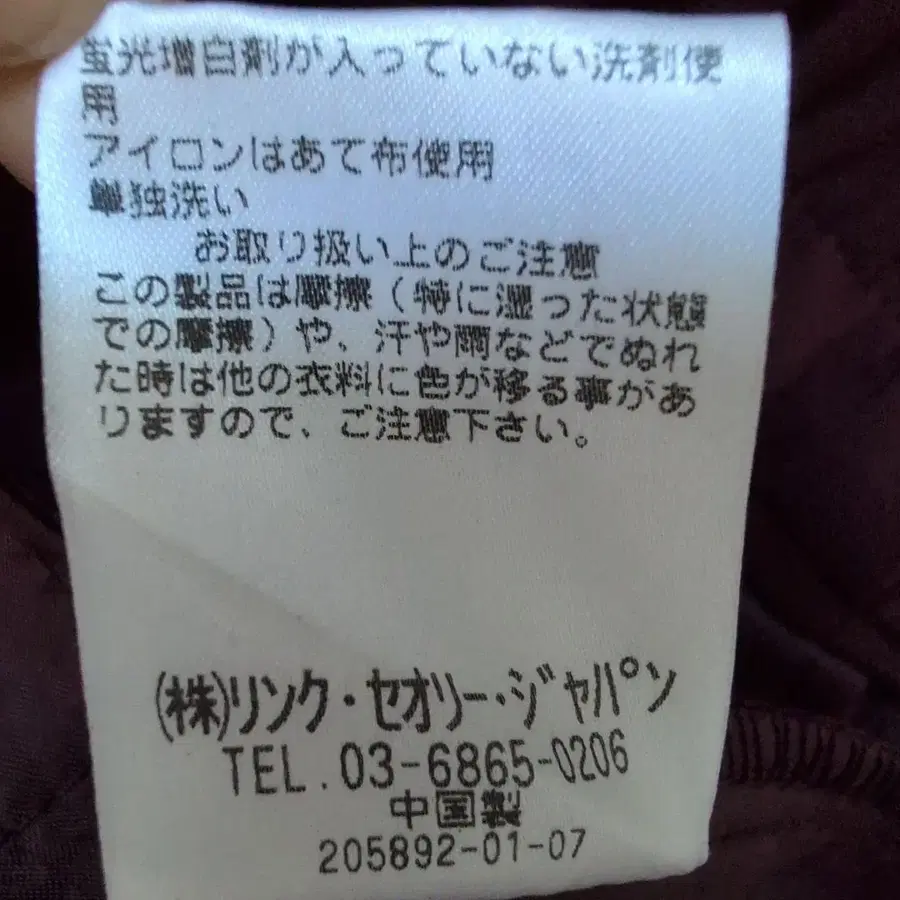 蛍光増白剤が入っていない洗剤使
用
アイロンはあて布使用
単独洗い
お取り扱い上のご注意
この製品は摩擦（特に湿った状態
での摩擦）や、汗や雨などでぬれ
た時は他の衣料に色が移る事があ
りますので、ご注意下さい。
(株)リンク・セオリー・ジャパン
TEL.03-6865-0206
中国製
205892-01-07